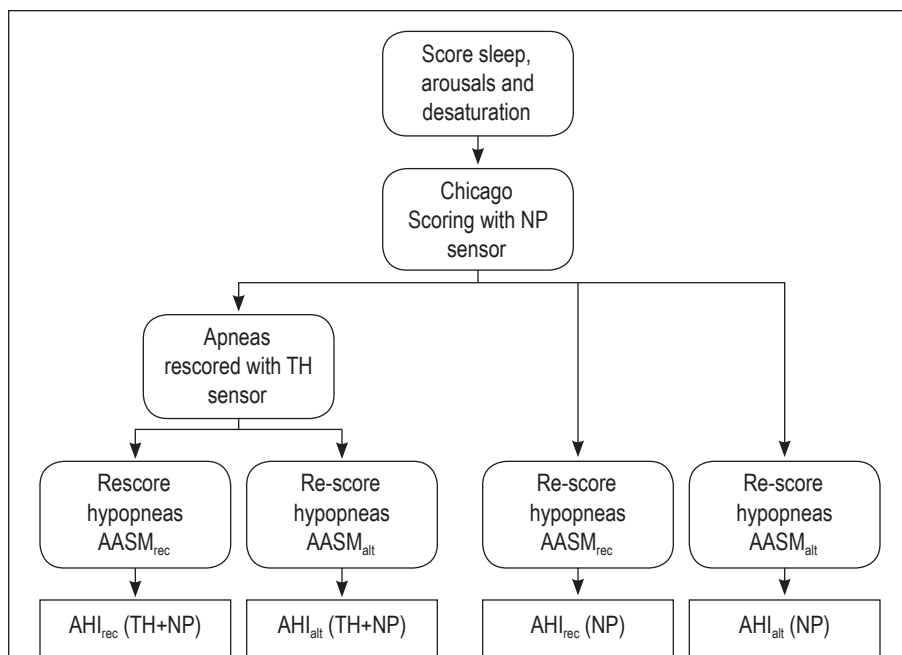 Score sleep,
arousals and
desaturation
Chicago
Scoring with NP
sensor
Apneas
rescored with TH
sensor
Rescore
hypopneas
AASMrec
Re-score
hypopneas
AASMalt
Re-score
hypopneas
AASMrec
Re-score
hypopneas
AASMalt
AHIrec (TH+NP)
AHIalt (TH+NP)
AHIrec (NP)
AHIalt (NP)